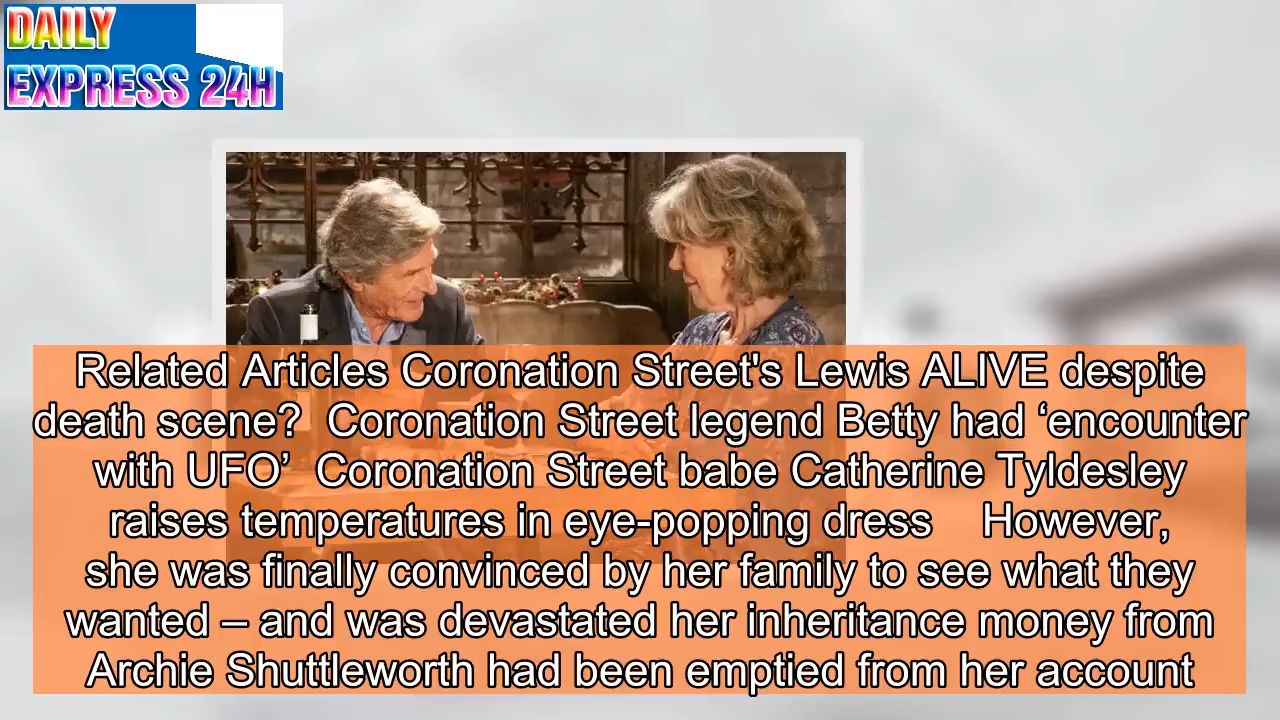 DAILY
EXPRESS 24H
Related Articles Coronation Street's Lewis ALIVE despite
death scene?  Coronation Street legend Betty had ‘encounter
with UFO’  Coronation Street babe Catherine Tyldesley
raises temperatures in eye-popping dress    However,
she was finally convinced by her family to see what they
wanted – and was devastated her inheritance money from
Archie Shuttleworth had been emptied from her account